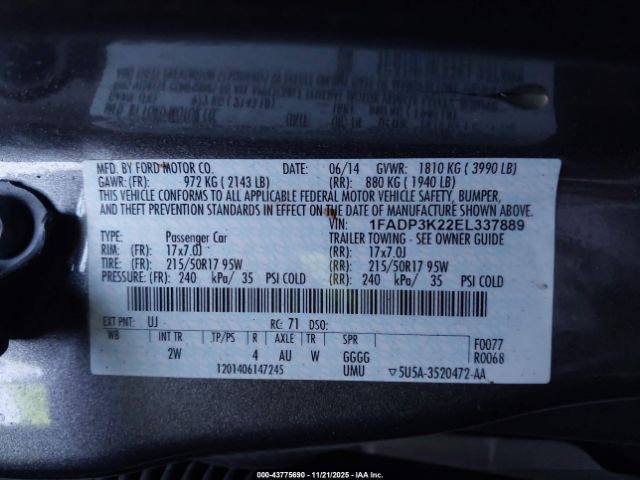 MFD. BY FORD MOTOR CO. DATE: 06/14 GVWR: 1810 KG ( 3990 LB)
GAWR: (FR): 972 KG ( 2143 LB) (RR): 880 KG ( 1940 LB)
THIS VEHICLE CONFORMS TO ALL APPLICABLE FEDERAL MOTOR VEHICLE SAFETY, BUMPER,
AND THEFT PREVENTION STANDARDS IN EFFECT ON THE DATE OF MANUFACTURE SHOWN ABOVE.
VIN: 1FADP3K22EL337889
TYPE: Passenger Car TRAILER TOWING - SEE OWNER GUIDE
RIM: (FR): 17x7.0J (RR): 17x7.0J
TIRE: (FR): 215/50R17 95W (RR): 215/50R17 95W
PRESSURE: (FR): 240 kPa/ 35 PSI COLD (RR): 240 kPa/ 35 PSI COLD
EXT PNT: UJ RC: 71 DSO:
WB INT TR TP/PS R AXLE TR SPR F0077
2W 4 AU W GGGG R0068
1201406147245 UMU ▽5U5A-3520472-AA
000-43775690 - 11/21/2025 - IAA, Inc.